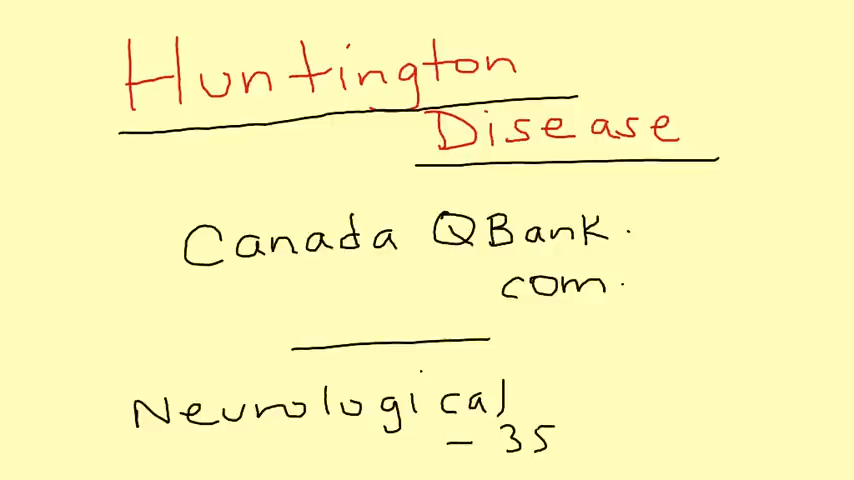 Huntington
Disease
Canada QBank.
com.
Neurological
- 35